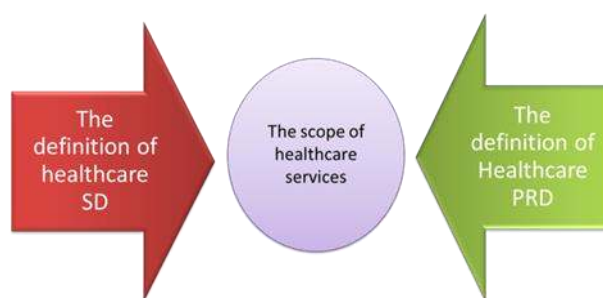 The
definition of
healthcare
SD
The scope of
healthcare
services
The
definition of
Healthcare
PRD